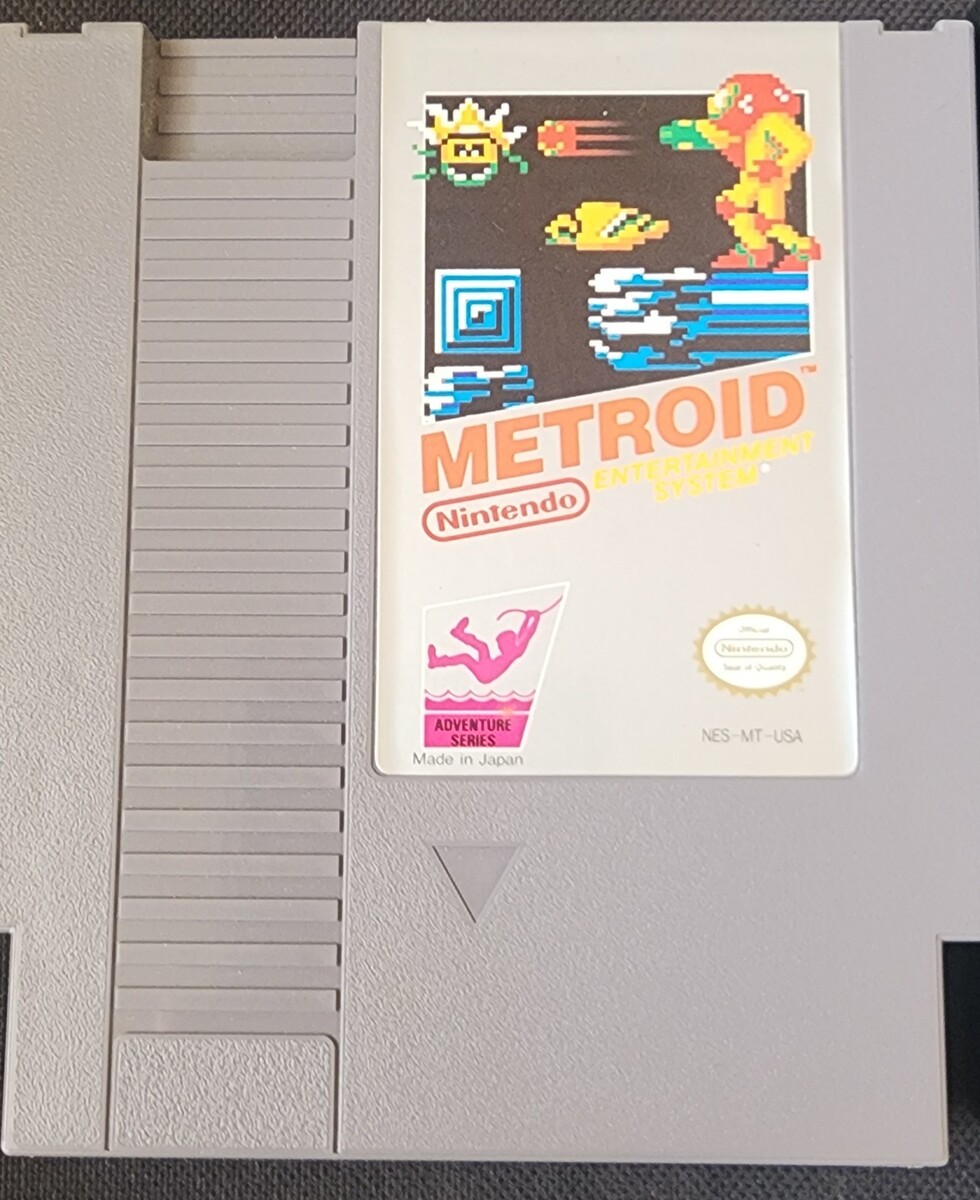 METROID™
Nintendo®
ENTERTAINMENT
SYSTEM®
ADVENTURE
SERIES
Made in Japan
Official
Nintendo
Seal of Quality
NES-MT-USA